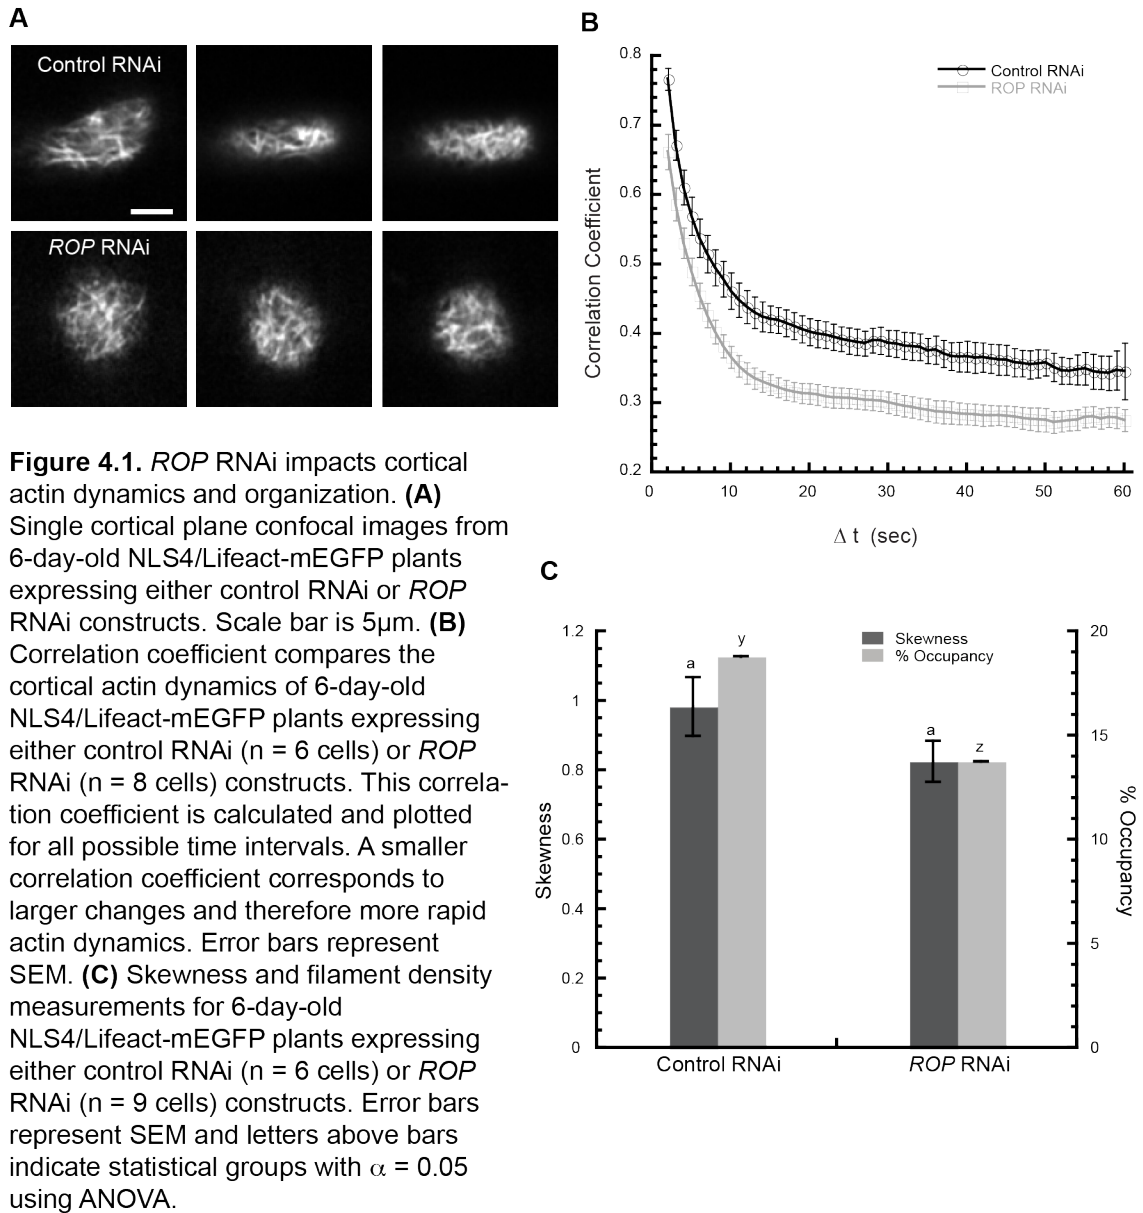 A
Control RNAi
ROP RNAi
B
0.8
0.7
0.6
0.5
0.4
0.3
0.2
Correlation Coefficient
Control RNAi
ROP RNAi
0 10 20 30 40 50 60
Δ t (sec)
Figure 4.1. ROP RNAi impacts cortical
actin dynamics and organization. (A)
Single cortical plane confocal images from
6-day-old NLS4/Lifeact-mEGFP plants
expressing either control RNAi or ROP
RNAi constructs. Scale bar is 5µm. (B)
Correlation coefficient compares the
cortical actin dynamics of 6-day-old
NLS4/Lifeact-mEGFP plants expressing
either control RNAi (n = 6 cells) or ROP
RNAi (n = 8 cells) constructs. This correla-
tion coefficient is calculated and plotted
for all possible time intervals. A smaller
correlation coefficient corresponds to
larger changes and therefore more rapid
actin dynamics. Error bars represent
SEM. (C) Skewness and filament density
measurements for 6-day-old
NLS4/Lifeact-mEGFP plants expressing
either control RNAi (n = 6 cells) or ROP
RNAi (n = 9 cells) constructs. Error bars
represent SEM and letters above bars
indicate statistical groups with α = 0.05
using ANOVA.
C
1.2
1
0.8
0.6
0.4
0.2
0
Skewness
a
y
a
z
Skewness
% Occupancy
20
15
10
5
0
% Occupancy
Control RNAi
ROP RNAi